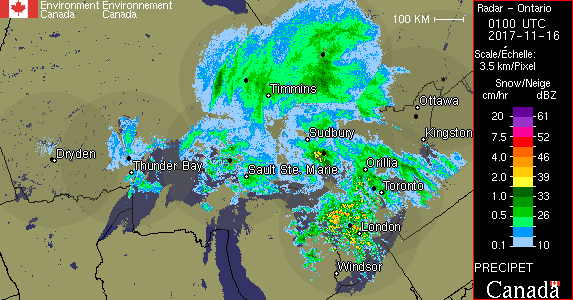 Environment Environnement
Canada Canada
100 KM
Radar - Ontario
0100 UTC
2017-11-16
Scale/Échelle:
3.5 km/Pixel
Snow/Neige
cm/hr dBZ
20 61
7.5 52
4.0 46
2.0 39
1.0 33
0.5 26
0.1 10
PRECIPET
Canada
Timmins
Ottawa
Sudbury
Kingston
Dryden
Thunder Bay
Sault Ste. Marie
Orillia
Toronto
London
Windsor